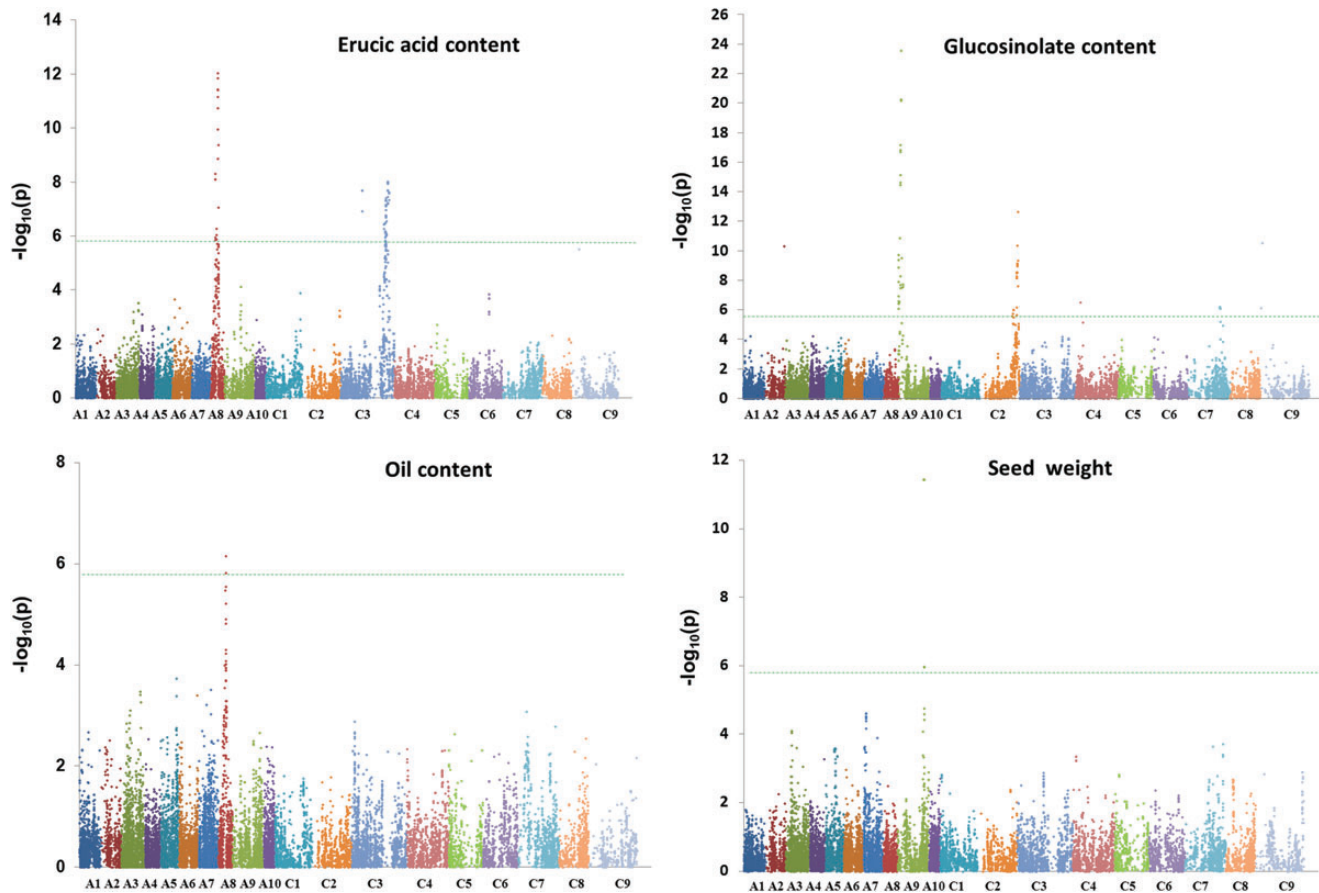 Erucic acid content
-log10(p)
14
12
10
8
6
4
2
0
A1 A2 A3 A4 A5 A6 A7 A8 A9 A10 C1 C2 C3 C4 C5 C6 C7 C8 C9
Glucosinolate content
-log10(p)
26
24
22
20
18
16
14
12
10
8
6
4
2
0
A1 A2 A3 A4 A5 A6 A7 A8 A9 A10 C1 C2 C3 C4 C5 C6 C7 C8 C9
Oil content
-log10(p)
8
6
4
2
0
A1 A2 A3 A4 A5 A6 A7 A8 A9 A10 C1 C2 C3 C4 C5 C6 C7 C8 C9
Seed weight
-log10(p)
12
10
8
6
4
2
0
A1 A2 A3 A4 A5 A6 A7 A8 A9 A10 C1 C2 C3 C4 C5 C6 C7 C8 C9